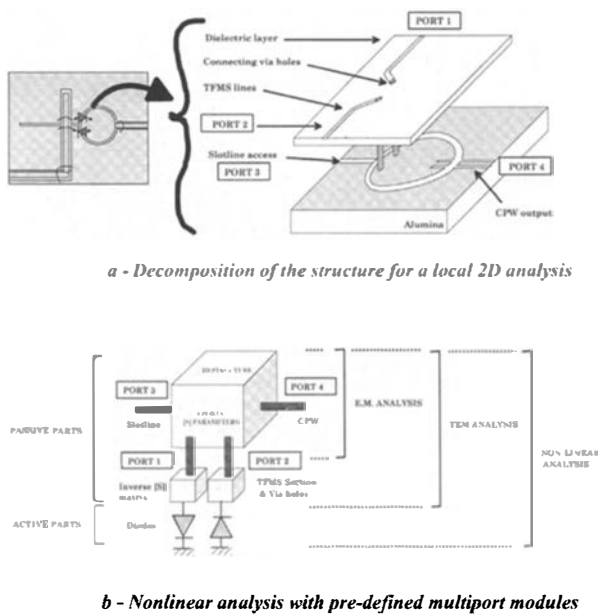 PORT 1
Dielectric layer
Connecting via holes
TFMS lines
PORT 2
Slotline access
PORT 3
PORT 4
CPW output
Alumina
a - Decomposition of the structure for a local 2D analysis
PORT 3
PORT 4
E.M. ANALYSIS
Slotline
[S] PARAMETERS
CPW
PASSIVE PARTS
TEM ANALYSIS
NON LINEAR
ANALYSIS
PORT 1
PORT 2
Inverse [S]
matrix
TFMS Section
& Via holes
ACTIVE PARTS
Diodes
b - Nonlinear analysis with pre-defined multiport modules